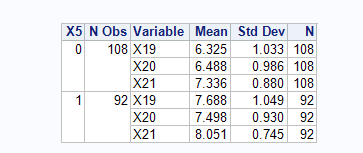 X5 N Obs Variable Mean Std Dev N
0 108 X19 6.325 1.033 108
X20 6.488 0.986 108
X21 7.336 0.880 108
1 92 X19 7.688 1.049 92
X20 7.498 0.930 92
X21 8.051 0.745 92